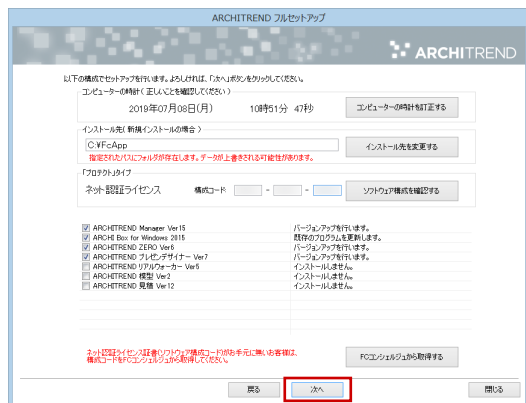 ARCHITREND フルセットアップ
ARCHITREND
以下の構成でセットアップを行います。よろしければ、「次へ」ボタンをクリックしてください。
コンピューターの時計（正しいことを確認してください）
2019年07月08日(月) 10時51分 47秒 コンピューターの時計を訂正する
インストール先（新規インストールの場合）
C:¥FcApp インストール先を変更する
指定されたパスにフォルダが存在します。データが上書きされる可能性があります。
「プロテクト」タイプ
ネット認証ライセンス 構成コード - - ソフトウェア構成を確認する
ARCHITREND Manager Ver15 バージョンアップを行います。
ARCHI Box for Windows 2015 既存のプログラムを更新します。
ARCHITREND ZERO Ver6 バージョンアップを行います。
ARCHITREND プレゼンデザイナー Ver7 バージョンアップを行います。
ARCHITREND リアルウォーカー Ver5 インストールしません。
ARCHITREND 模型 Ver2 インストールしません。
ARCHITREND 見積 Ver12 インストールしません。
ネット認証ライセンス証書(ソフトウェア構成コード)がお手元に無いお客様は、
構成コードをFCコンシェルジュから取得してください。 FCコンシェルジュから取得する
戻る 次へ 閉じる